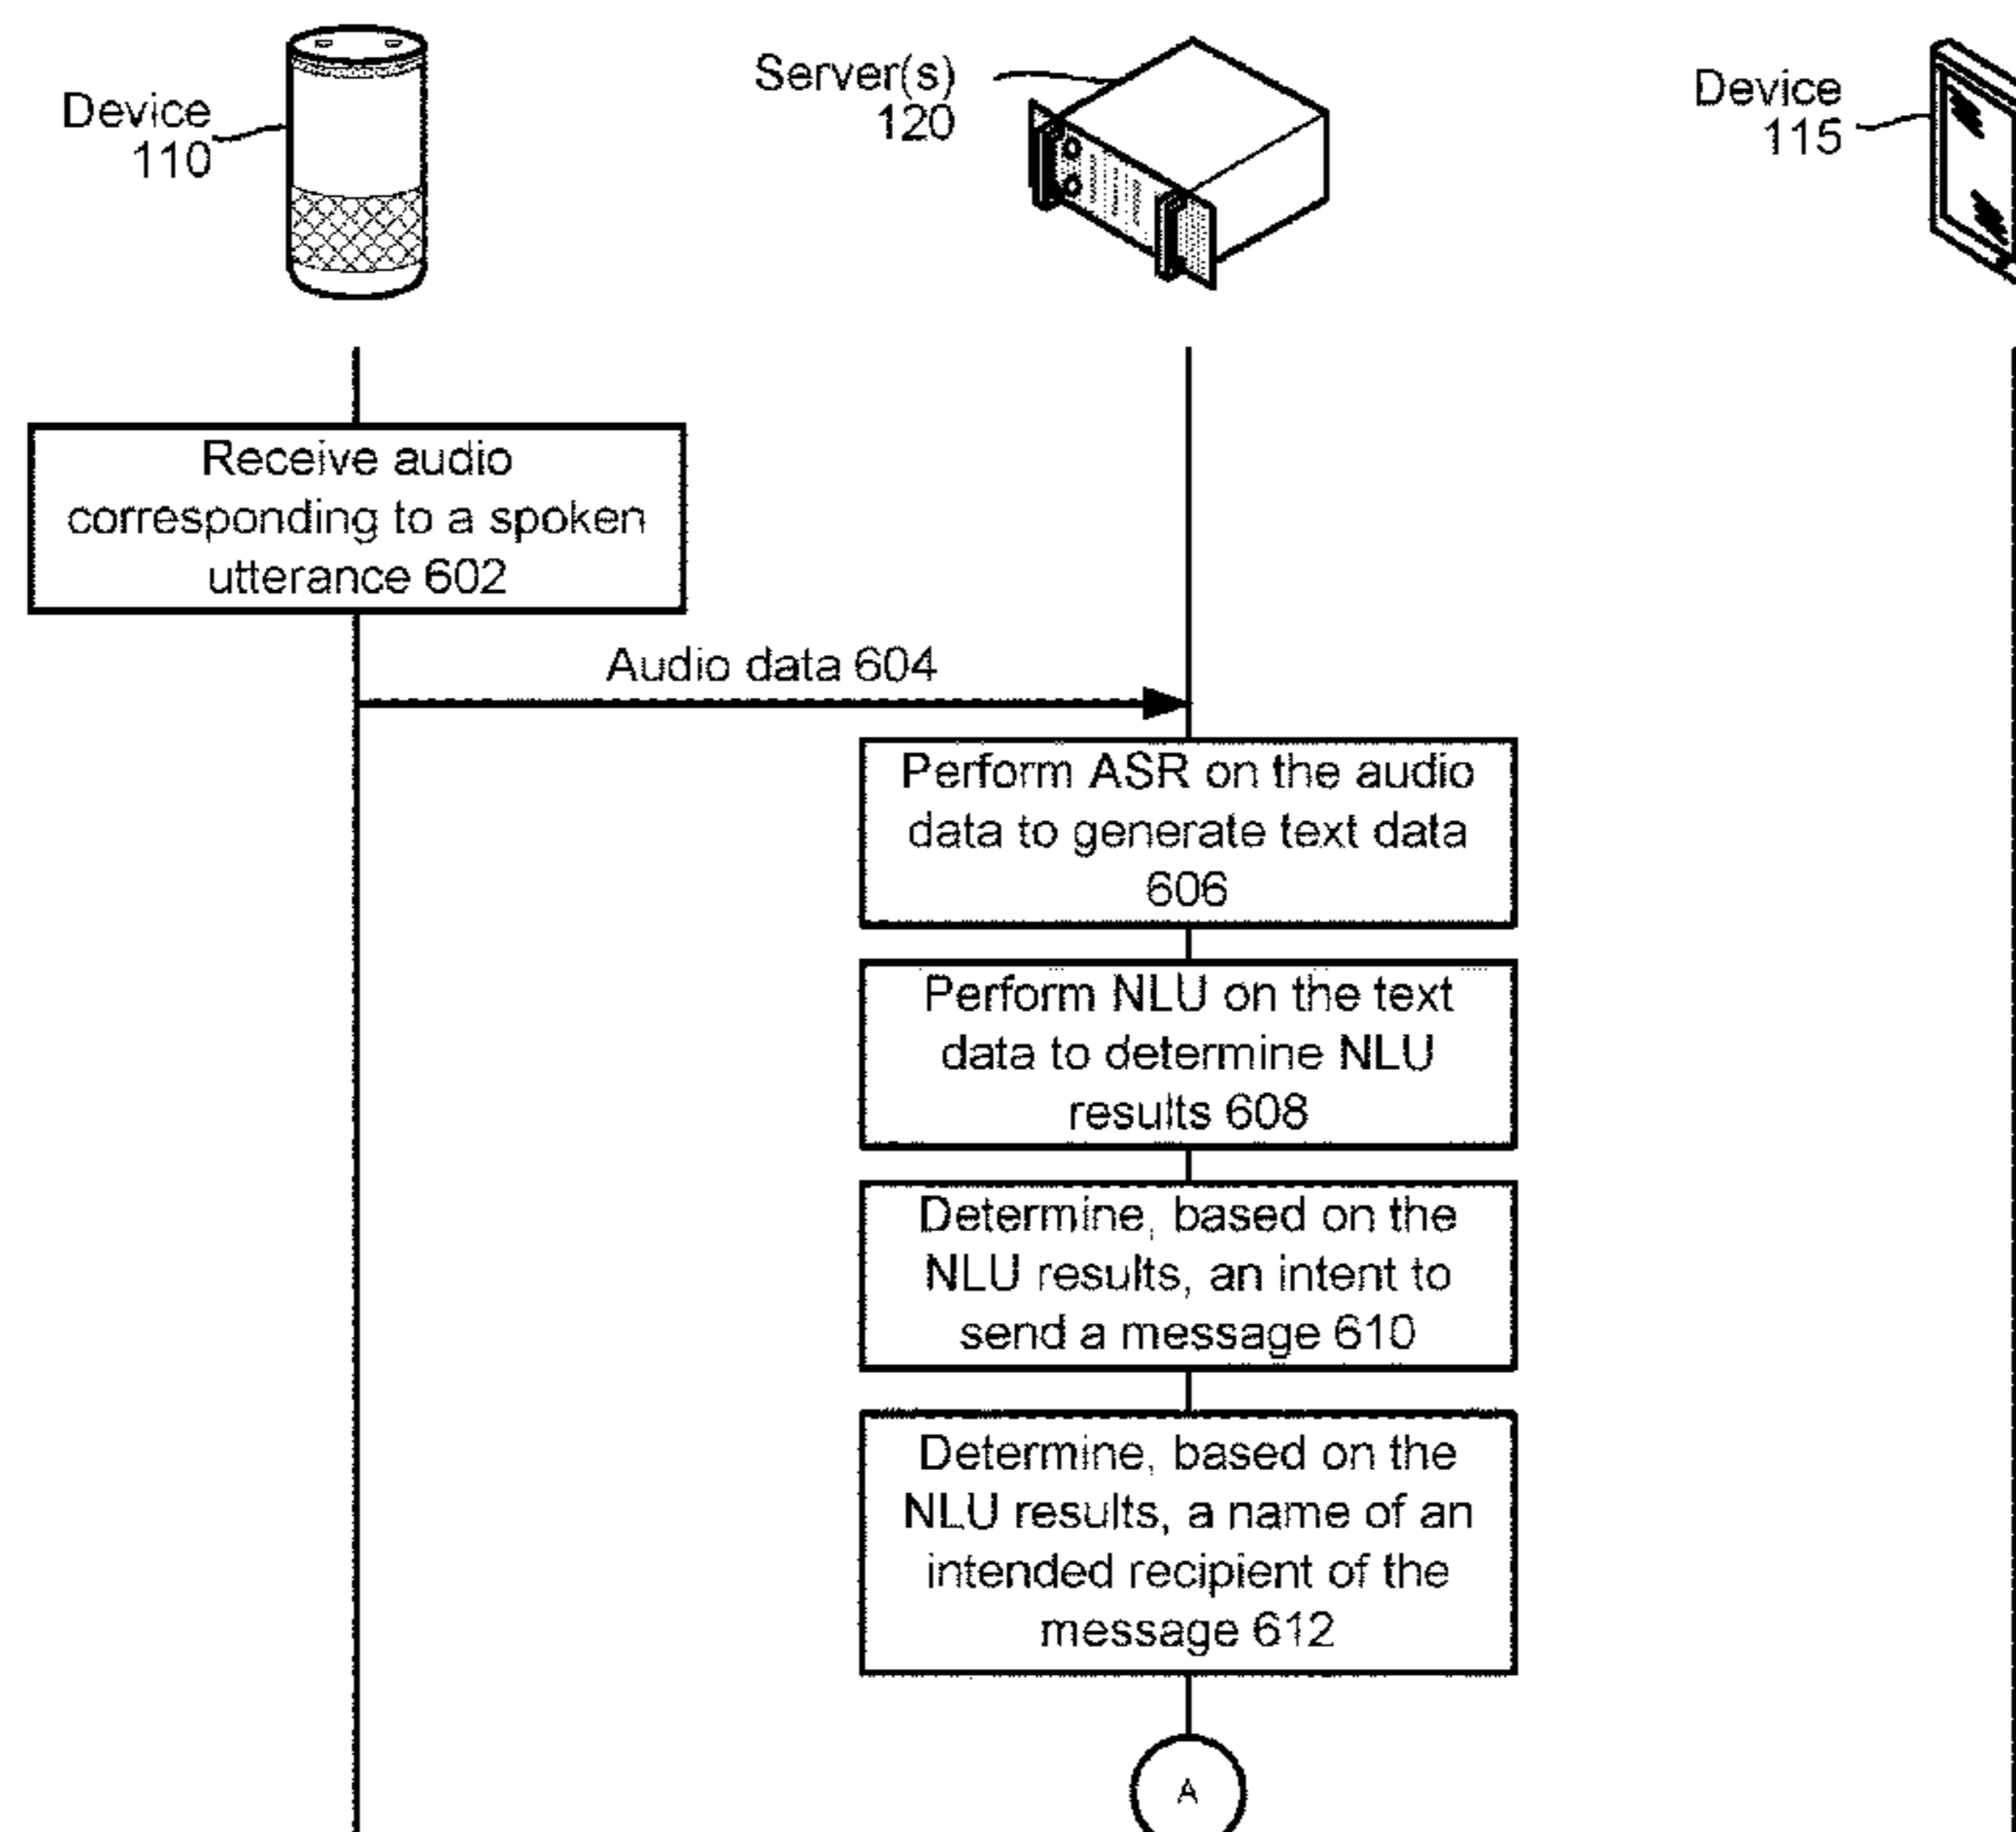 Device
110
Server(s)
120
Device
115
Receive audio
corresponding to a spoken
utterance 602
Audio data 604
Perform ASR on the audio
data to generate text data
606
Perform NLU on the text
data to determine NLU
results 608
Determine, based on the
NLU results, an intent to
send a message 610
Determine, based on the
NLU results, a name of an
intended recipient of the
message 612
A